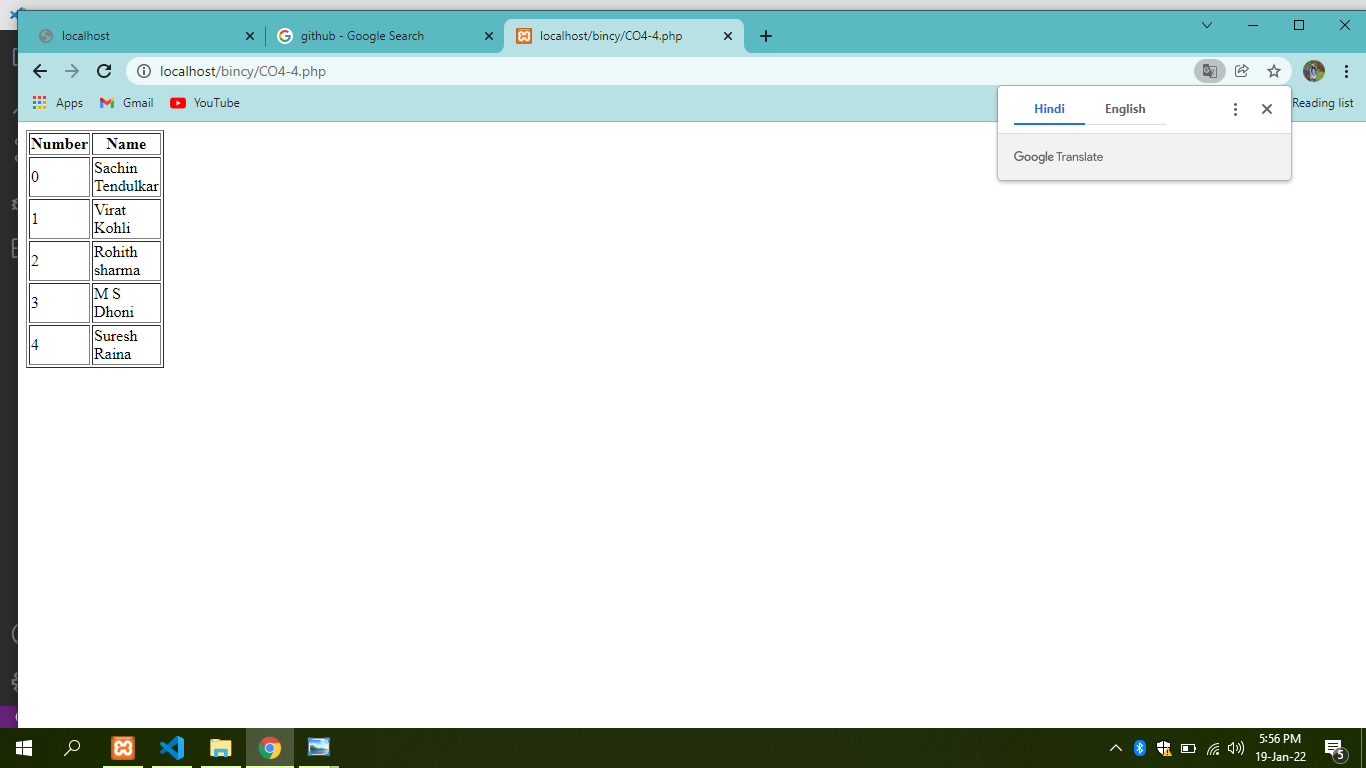 localhost
github - Google Search
localhost/bincy/CO4-4.php
localhost/bincy/CO4-4.php
Apps
Gmail
YouTube
Reading list
Hindi
English
Google Translate
Number Name
0 Sachin
Tendulkar
1 Virat
Kohli
2 Rohith
sharma
3 M S
Dhoni
4 Suresh
Raina
5:56 PM
19-Jan-22
5